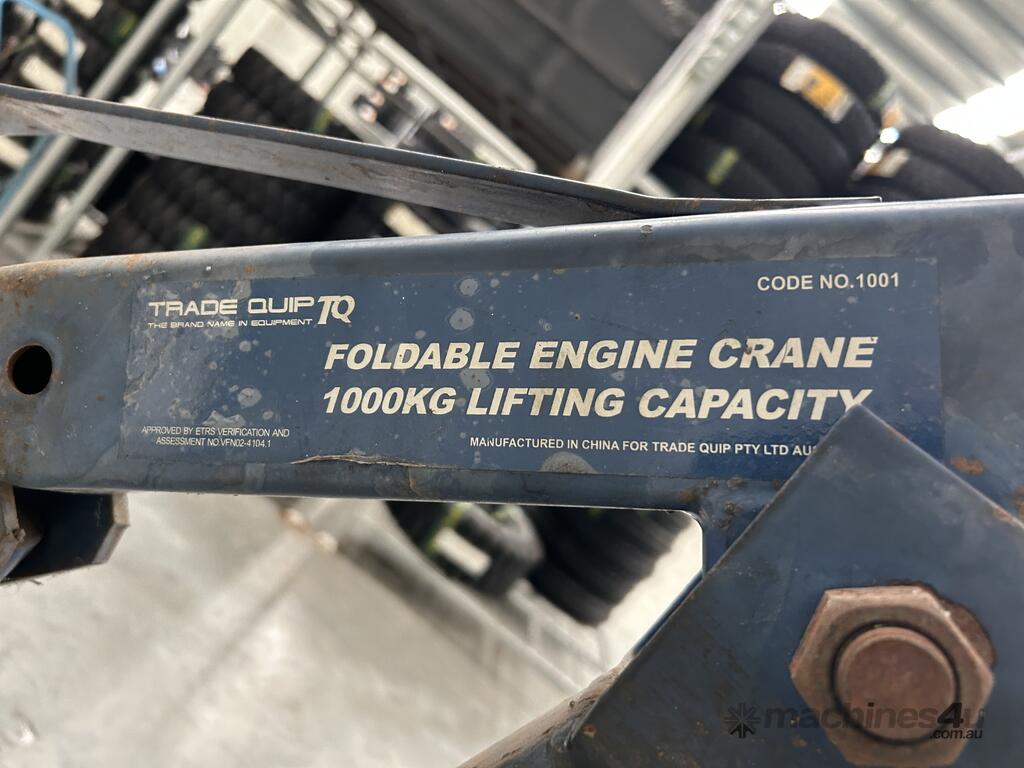 CODE NO.1001
TRADE QUIP TQ
THE BRAND NAME IN EQUIPMENT
FOLDABLE ENGINE CRANE
1000KG LIFTING CAPACITY
APPROVED BY ETRS VERIFICATION AND
ASSESSMENT NO.VFN02-4104.1
MANUFACTURED IN CHINA FOR TRADE QUIP PTY LTD
machines4u
.com.au